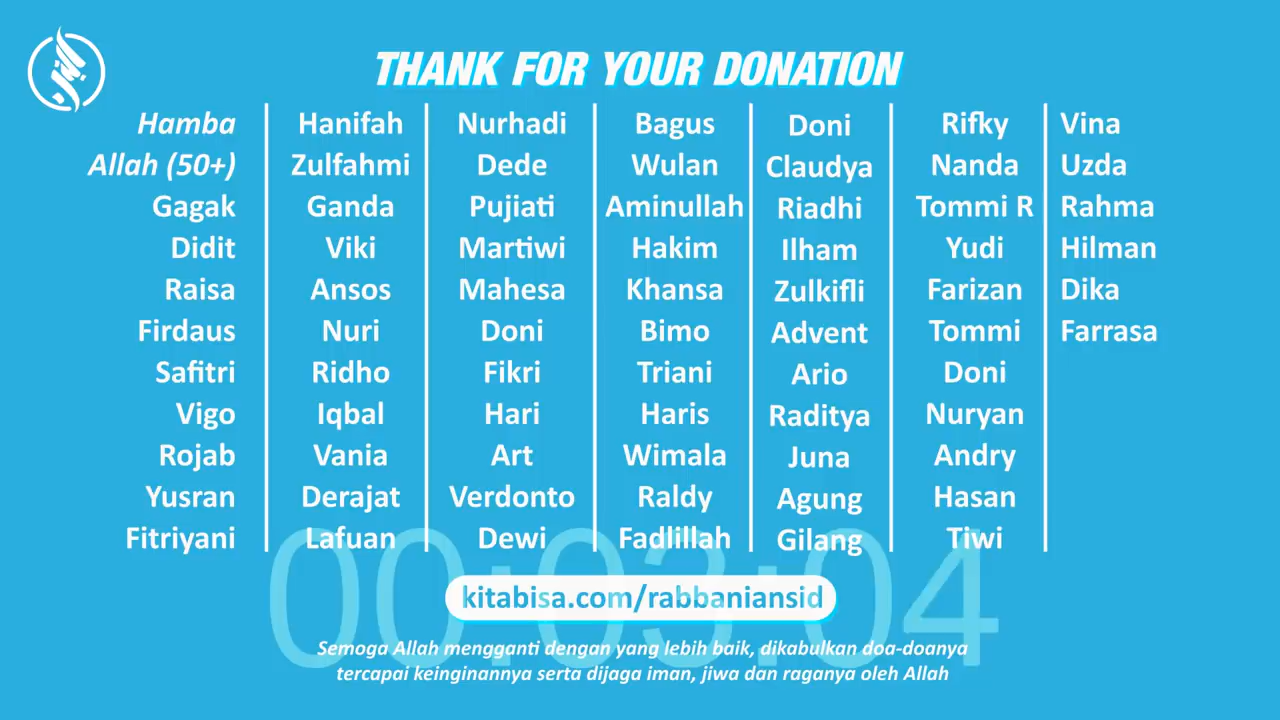 THANK FOR YOUR DONATION
Hamba
Allah (50+)
Gagak
Didit
Raisa
Firdaus
Safitri
Vigo
Rojab
Yusran
Fitriyani
Hanifah
Zulfahmi
Ganda
Viki
Ansos
Nuri
Ridho
Iqbal
Vania
Derajat
Lafuan
Nurhadi
Dede
Pujiati
Martiwi
Mahesa
Doni
Fikri
Hari
Art
Verdonto
Dewi
Bagus
Wulan
Aminullah
Hakim
Khansa
Bimo
Triani
Haris
Wimala
Raldy
Fadlillah
Doni
Claudya
Riadhi
Ilham
Zulkifli
Advent
Ario
Raditya
Juna
Agung
Gilang
Rifky
Nanda
Tommi R
Yudi
Farizan
Tommi
Doni
Nuryan
Andry
Hasan
Tiwi
Vina
Uzda
Rahma
Hilman
Dika
Farrasa
00:03:04
kitabisa.com/rabbaniansid
Semoga Allah mengganti dengan yang lebih baik, dikabulkan doa-doanya
tercapai keinginannya serta dijaga iman, jiwa dan raganya oleh Allah